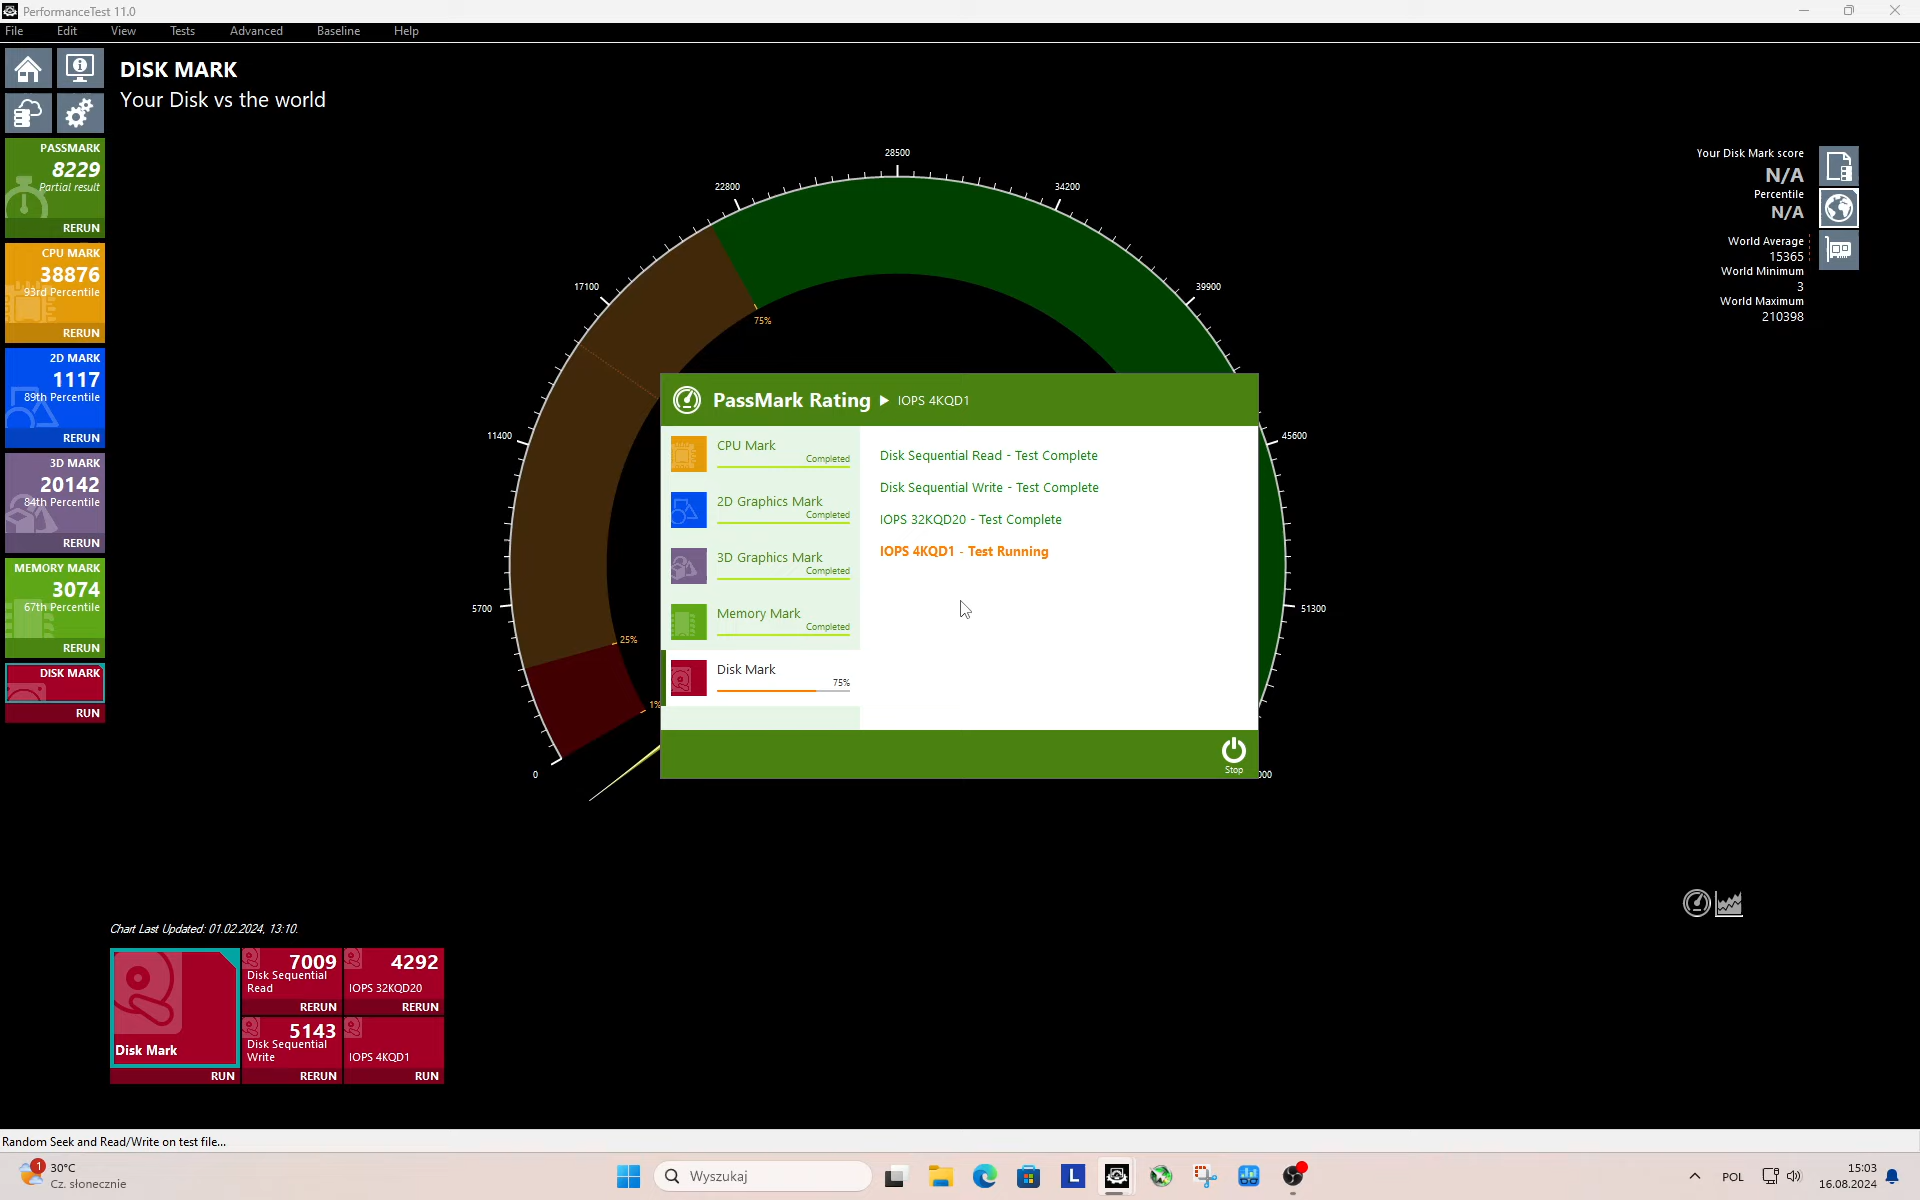 PerformanceTest 11.0
File Edit View Tests Advanced Baseline Help
DISK MARK
Your Disk vs the world
PASSMARK
8229
Partial result
RERUN
CPU MARK
38876
93rd Percentile
RERUN
2D MARK
1117
89th Percentile
RERUN
3D MARK
20142
84th Percentile
RERUN
MEMORY MARK
3074
67th Percentile
RERUN
DISK MARK
RUN
0
5700
11400
17100
22800
28500
34200
39900
45600
51300
000
1%
25%
75%
Your Disk Mark score
N/A
Percentile
N/A
World Average
15365
World Minimum
3
World Maximum
210398
PassMark Rating ▶ IOPS 4KQD1
CPU Mark
Completed
2D Graphics Mark
Completed
3D Graphics Mark
Completed
Memory Mark
Completed
Disk Mark
75%
Disk Sequential Read - Test Complete
Disk Sequential Write - Test Complete
IOPS 32KQD20 - Test Complete
IOPS 4KQD1 - Test Running
Stop
Chart Last Updated: 01.02.2024, 13:10.
Disk Mark
RUN
7009
Disk Sequential
Read
RERUN
4292
IOPS 32KQD20
RERUN
5143
Disk Sequential
Write
RERUN
IOPS 4KQD1
RUN
Random Seek and Read/Write on test file...
1
30°C
Cz. słonecznie
Wyszukaj
L
POL
15:03
16.08.2024